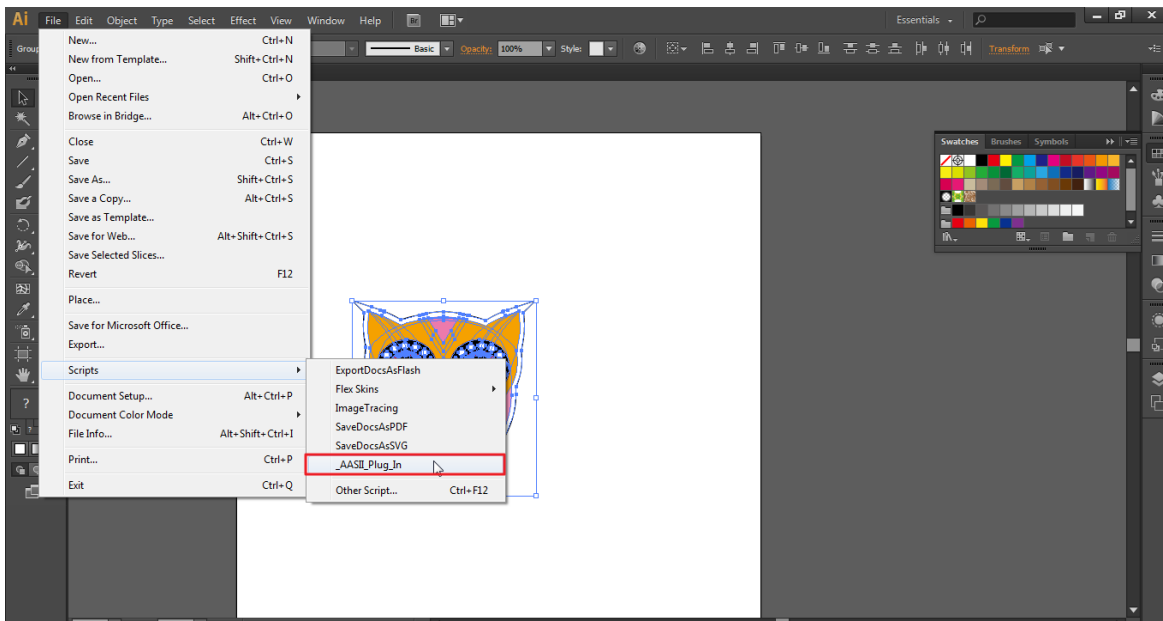 Ai File Edit Object Type Select Effect View Window Help Br Essentials
Group Basic Opacity: 100% Style: Transform
New... Ctrl+N
New from Template... Shift+Ctrl+N
Open... Ctrl+O
Open Recent Files
Browse in Bridge... Alt+Ctrl+O
Close Ctrl+W
Save Ctrl+S
Save As... Shift+Ctrl+S
Save a Copy... Alt+Ctrl+S
Save as Template...
Save for Web... Alt+Shift+Ctrl+S
Save Selected Slices...
Revert F12
Place...
Save for Microsoft Office...
Export...
Scripts
Document Setup... Alt+Ctrl+P
Document Color Mode
File Info... Alt+Shift+Ctrl+I
Print... Ctrl+P
Exit Ctrl+Q
ExportDocsAsFlash
Flex Skins
ImageTracing
SaveDocsAsPDF
SaveDocsAsSVG
_AASII_Plug_In
Other Script... Ctrl+F12
Swatches Brushes Symbols